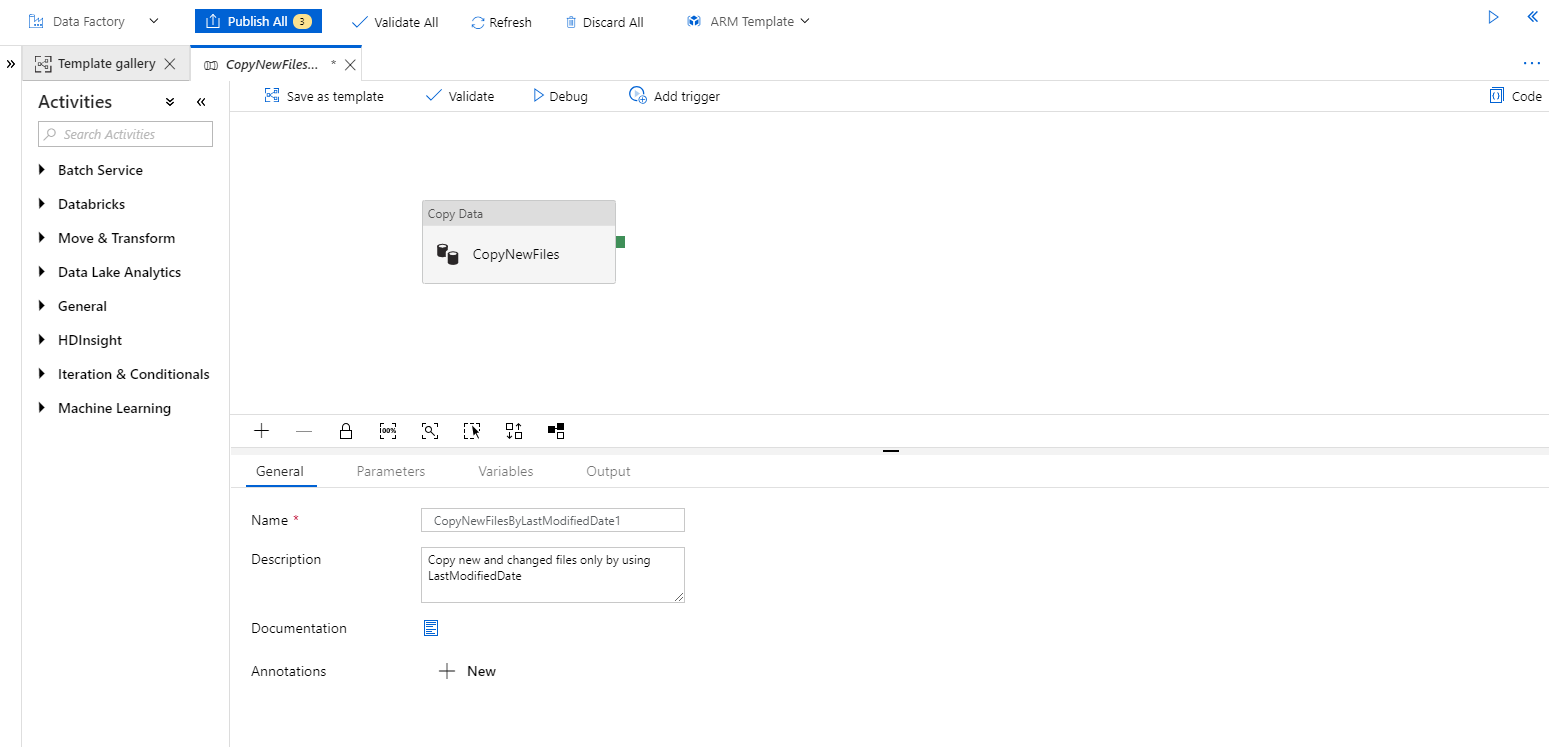 Data Factory
Publish All 3
Validate All
Refresh
Discard All
ARM Template
Template gallery
CopyNewFiles... *
Activities
Search Activities
Batch Service
Databricks
Move & Transform
Data Lake Analytics
General
HDInsight
Iteration & Conditionals
Machine Learning
Save as template
Validate
Debug
Add trigger
Code
Copy Data
CopyNewFiles
100%
General
Parameters
Variables
Output
Name *
CopyNewFilesByLastModifiedDate1
Description
Copy new and changed files only by using
LastModifiedDate
Documentation
Annotations
New